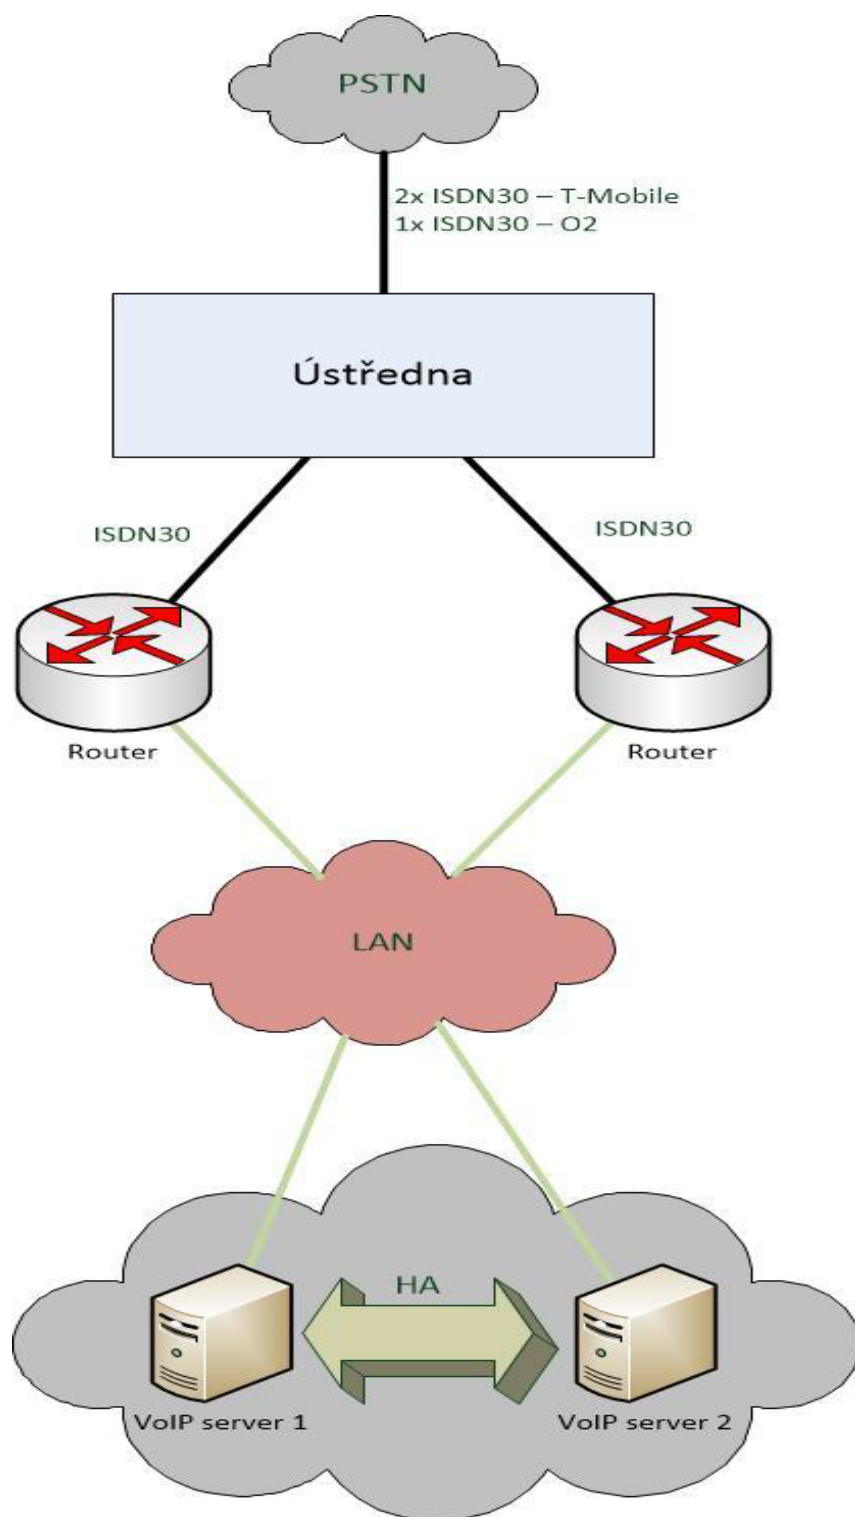 PSTN
2x ISDN30 – T-Mobile
1x ISDN30 – O2
Ústředna
ISDN30
ISDN30
Router
Router
LAN
HA
VoIP server 1
VoIP server 2